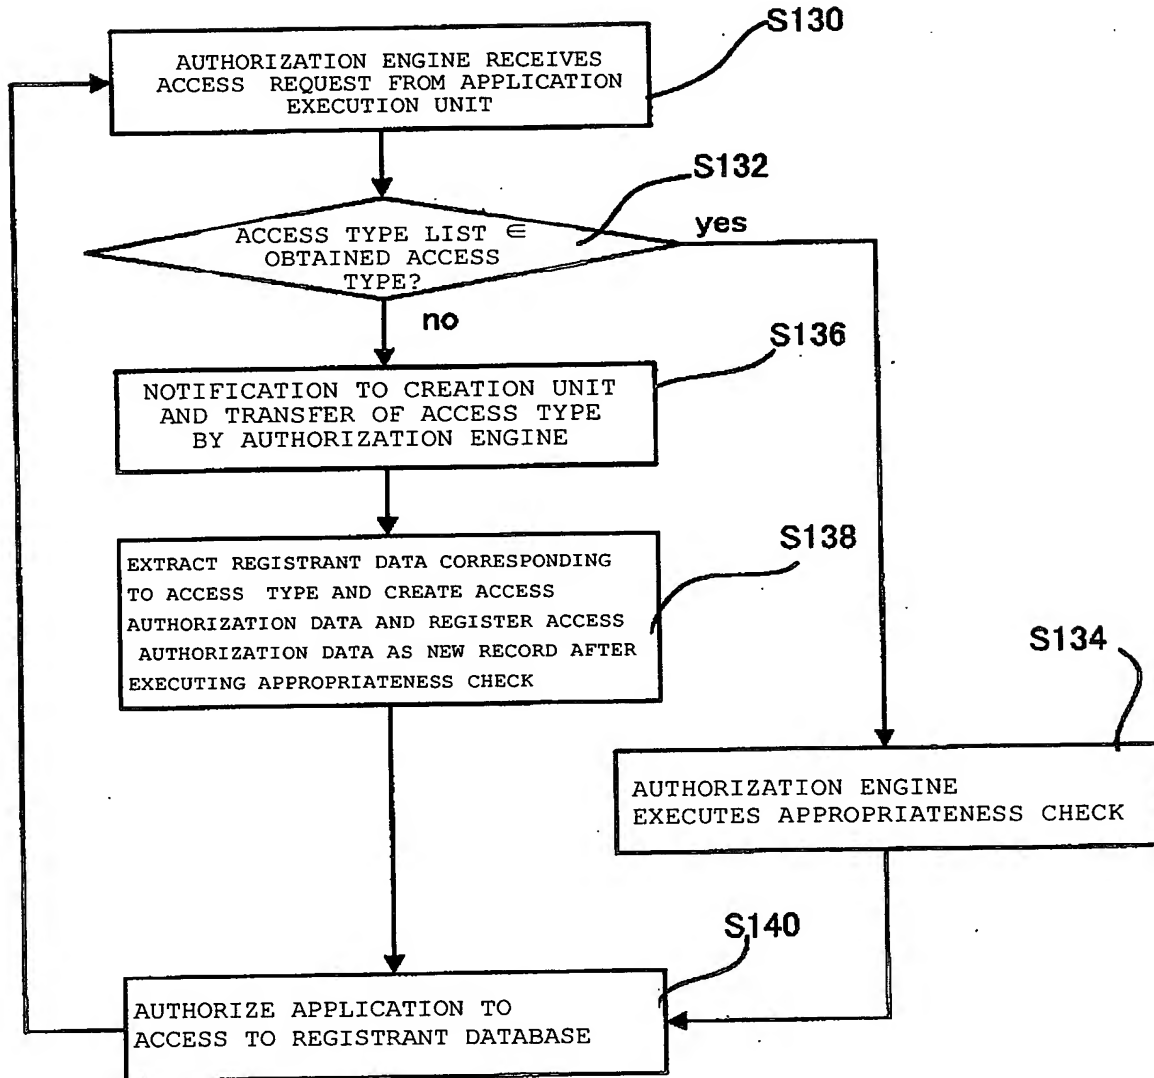 S130
AUTHORIZATION ENGINE RECEIVES
ACCESS REQUEST FROM APPLICATION
EXECUTION UNIT
S132
yes
ACCESS TYPE LIST ∈
OBTAINED ACCESS
TYPE?
no
S136
NOTIFICATION TO CREATION UNIT
AND TRANSFER OF ACCESS TYPE
BY AUTHORIZATION ENGINE
S138
EXTRACT REGISTRANT DATA CORRESPONDING
TO ACCESS TYPE AND CREATE ACCESS
AUTHORIZATION DATA AND REGISTER ACCESS
AUTHORIZATION DATA AS NEW RECORD AFTER
EXECUTING APPROPRIATENESS CHECK
S134
AUTHORIZATION ENGINE
EXECUTES APPROPRIATENESS CHECK
S140
AUTHORIZE APPLICATION TO
ACCESS TO REGISTRANT DATABASE